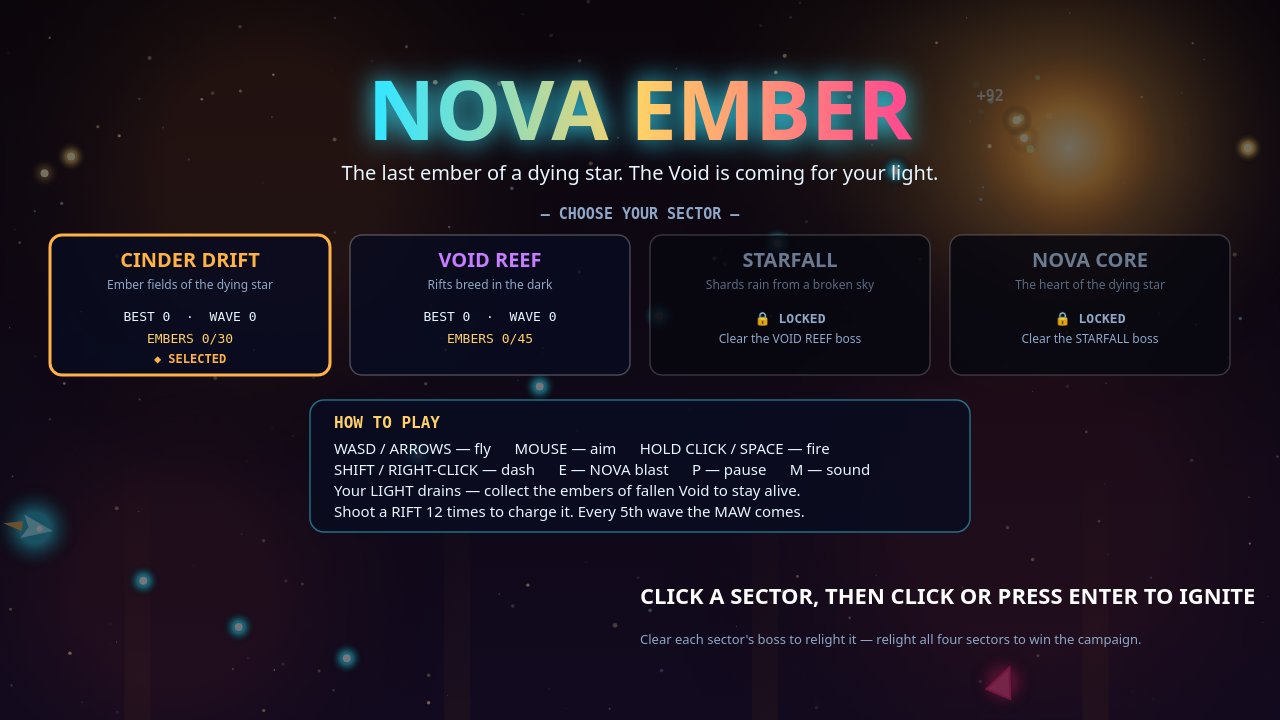 NOVA EMBER
+92
The last ember of a dying star. The Void is coming for your light.
— CHOOSE YOUR SECTOR —
CINDER DRIFT
Ember fields of the dying star
BEST 0 · WAVE 0
EMBERS 0/30
◆ SELECTED
VOID REEF
Rifts breed in the dark
BEST 0 · WAVE 0
EMBERS 0/45
STARFALL
Shards rain from a broken sky
🔒 LOCKED
Clear the VOID REEF boss
NOVA CORE
The heart of the dying star
🔒 LOCKED
Clear the STARFALL boss
HOW TO PLAY
WASD / ARROWS — fly MOUSE — aim HOLD CLICK / SPACE — fire
SHIFT / RIGHT-CLICK — dash E — NOVA blast P — pause M — sound
Your LIGHT drains — collect the embers of fallen Void to stay alive.
Shoot a RIFT 12 times to charge it. Every 5th wave the MAW comes.
CLICK A SECTOR, THEN CLICK OR PRESS ENTER TO IGNITE
Clear each sector's boss to relight it — relight all four sectors to win the campaign.